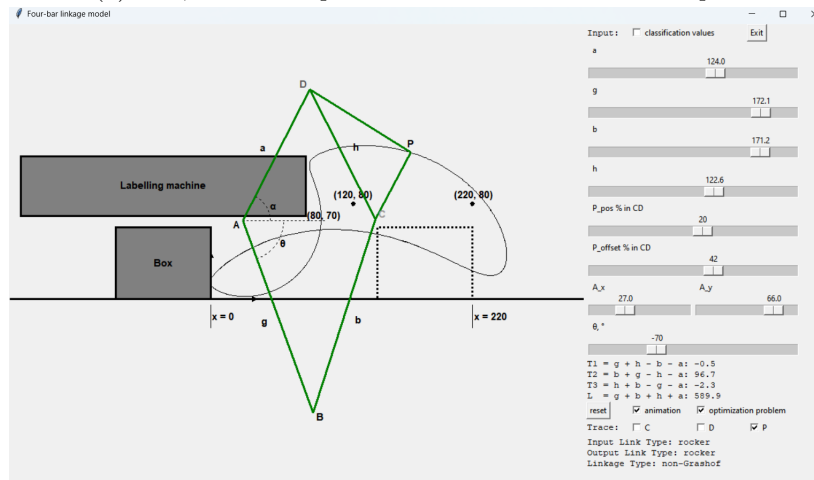 Four-bar linkage model
Input: classification values Exit
a
124.0
g
172.1
b
171.2
h
122.6
P_pos % in CD
20
P_offset % in CD
42
A_x A_y
27.0 66.0
θ, °
-70
T1 = g + h - b - a: -0.5
T2 = b + g - h - a: 96.7
T3 = h + b - g - a: -2.3
L = g + b + h + a: 589.9
reset animation optimization problem
Trace: C D P
Input Link Type: rocker
Output Link Type: rocker
Linkage Type: non-Grashof
D
P
a
h
Labelling machine
(120, 80)
(220, 80)
α
(80, 70)
C
A
θ
Box
x = 0
g
b
x = 220
B